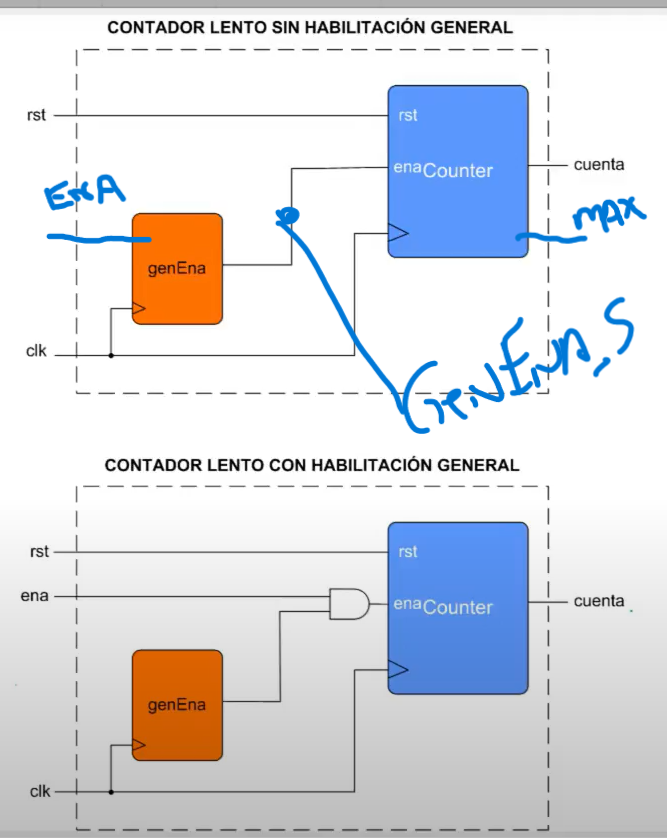 CONTADOR LENTO SIN HABILITACIÓN GENERAL
rst
rst
ena Counter
cuenta
ENA
MAX
genEna
clk
GenENA_S
CONTADOR LENTO CON HABILITACIÓN GENERAL
rst
rst
ena
ena Counter
cuenta
genEna
clk